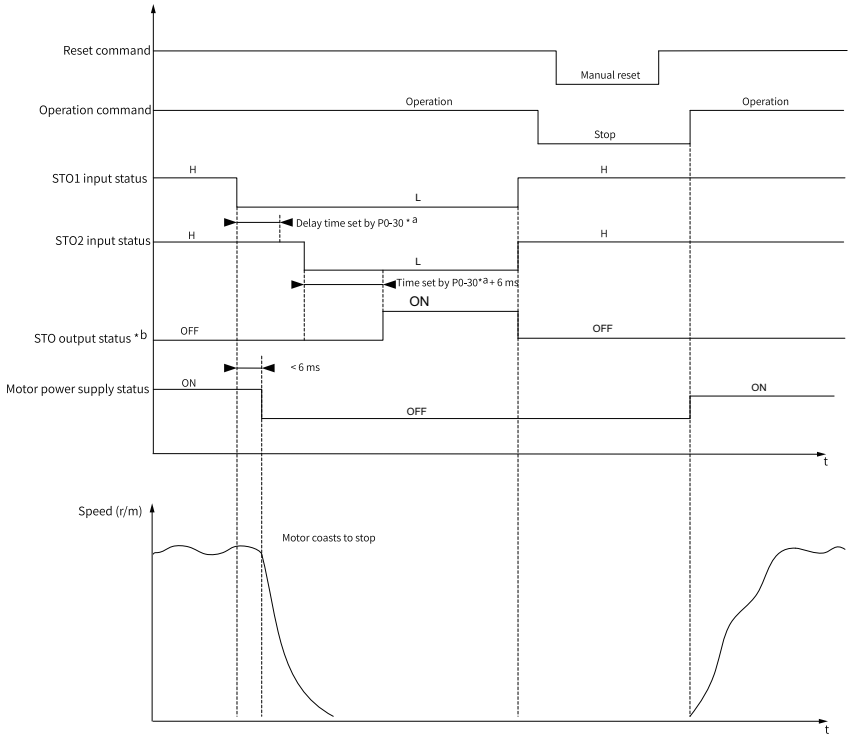 Reset command
Manual reset
Operation command
Operation
Operation
Stop
STO1 input status
H
L
H
Delay time set by P0-30 *a
STO2 input status
H
L
H
Time set by P0-30*a+ 6 ms
ON
STO output status *b
OFF
OFF
< 6 ms
Motor power supply status
ON
OFF
ON
t
Speed (r/m)
Motor coasts to stop
t